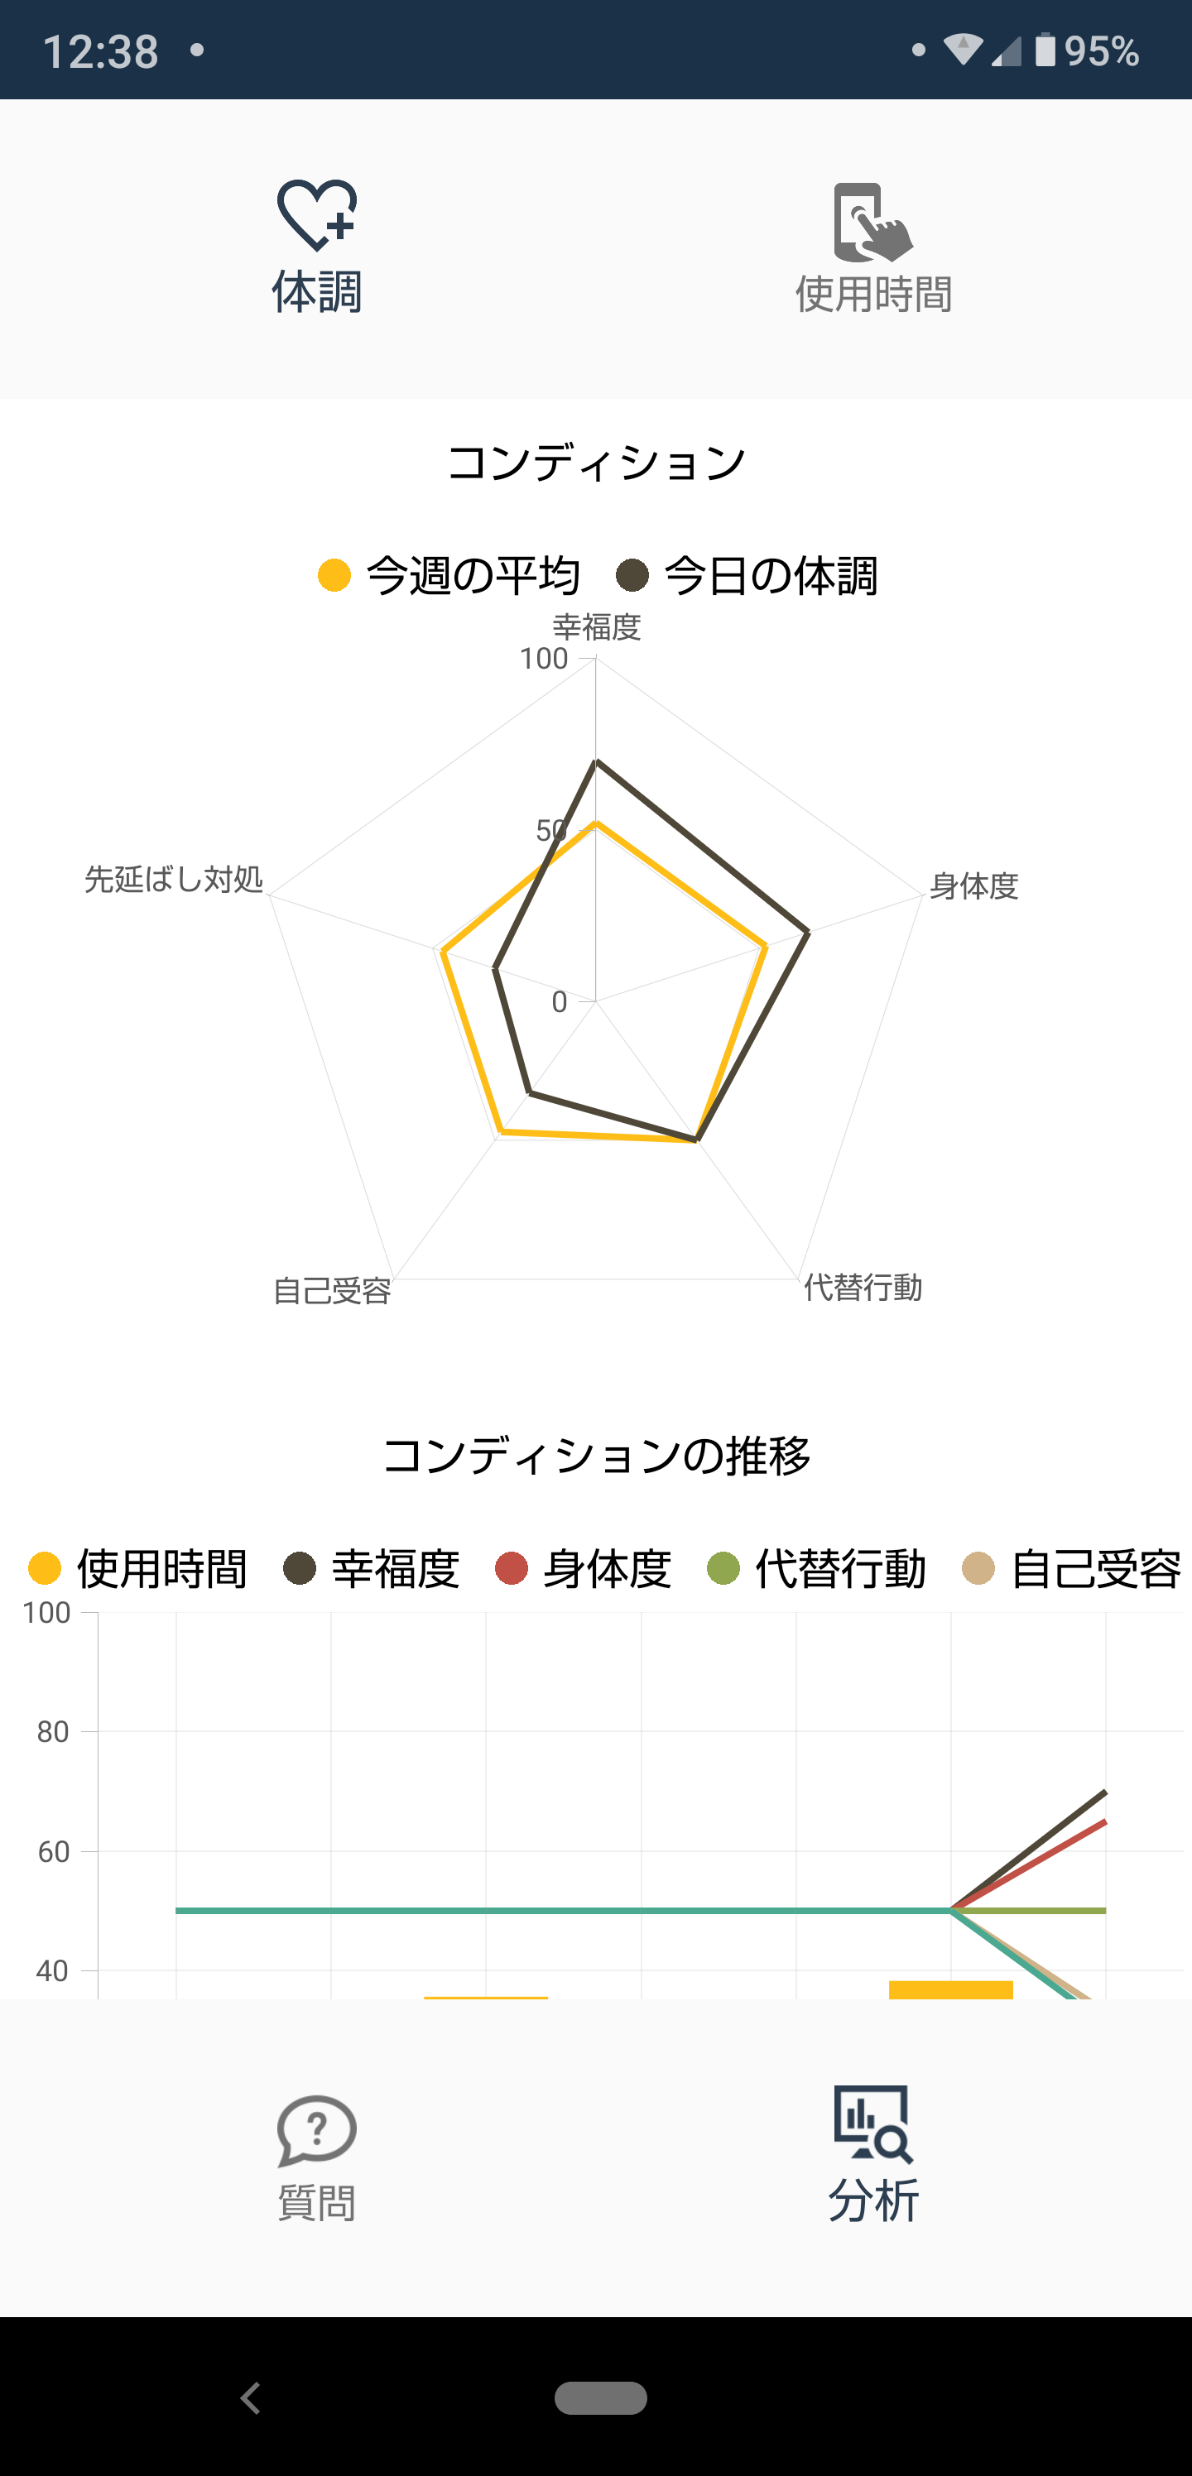 12:38 95%
体調 使用時間
コンディション
今週の平均 今日の体調
幸福度
100
50
先延ばし対処 身体度
0
自己受容 代替行動
コンディションの推移
使用時間 幸福度 身体度 代替行動 自己受容
100
80
60
40
質問 分析